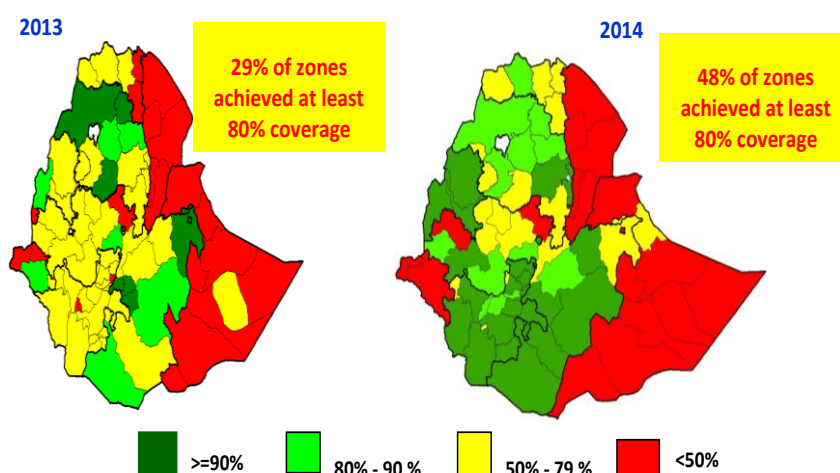 2013
29% of zones
achieved at least
80% coverage
2014
48% of zones
achieved at least
80% coverage
>=90%
80% - 90 %
50% - 79 %
<50%